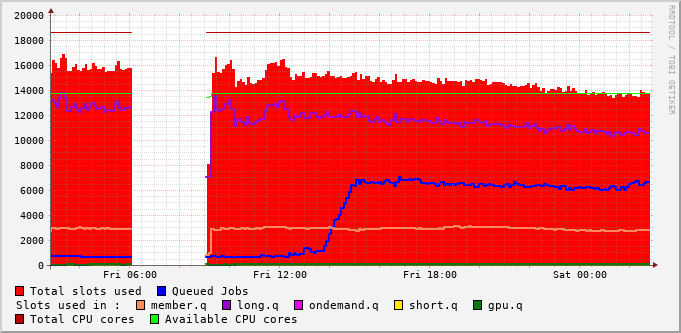 20000
18000
16000
14000
12000
10000
8000
6000
4000
2000
0
Fri 06:00 Fri 12:00 Fri 18:00 Sat 00:00
RRDTOOL / TOBI OETIKER
Total slots used Queued Jobs
Slots used in : member.q long.q ondemand.q short.q gpu.q
Total CPU cores Available CPU cores